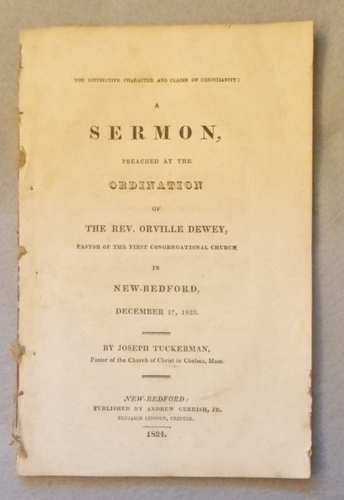 THE DISTINCTIVE CHARACTER AND CLAIMS OF CHRISTIANITY:
A
SERMON,
PREACHED AT THE
ORDINATION
OF
THE REV. ORVILLE DEWEY,
PASTOR OF THE FIRST CONGREGATIONAL CHURCH
IN
NEW-BEDFORD,
DECEMBER 17, 1823.
BY JOSEPH TUCKERMAN,
Pastor of the Church of Christ in Chelsea, Mass.
NEW-BEDFORD:
PUBLISHED BY ANDREW GERRISH, JR.
BENJAMIN LINDSEY, PRINTER.
1824.